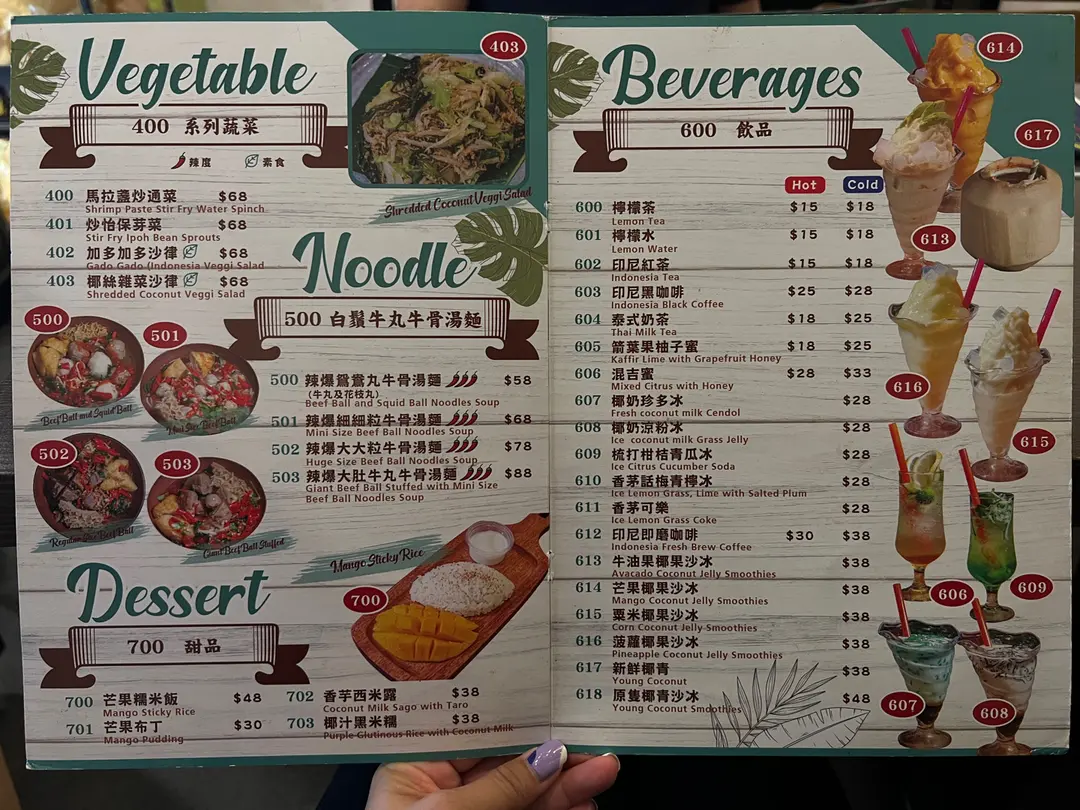 Vegetable
400 系列蔬菜
辣度 素食
403
Shredded Coconut Veggi Salad
400 馬拉盞炒通菜 $68
Shrimp Paste Stir Fry Water Spinch
401 炒怡保芽菜 $68
Stir Fry Ipoh Bean Sprouts
402 加多加多沙律 $68
Gado Gado (Indonesia Veggi Salad
403 椰絲雜菜沙律 $68
Shredded Coconut Veggi Salad
Noodle
500 白鬚牛丸牛骨湯麵
500
Beef Ball and Squid Ball
501
Mini Size Beef Ball
502
Regular Size Beef Ball
503
Giant Beef Ball Stuffed
500 辣爆鴛鴦丸牛骨湯麵 $58
(牛丸及花枝丸)
Beef Ball and Squid Ball Noodles Soup
501 辣爆細細粒牛骨湯麵 $68
Mini Size Beef Ball Noodles Soup
502 辣爆大大粒牛骨湯麵 $78
Huge Size Beef Ball Noodles Soup
503 辣爆大肚牛丸牛骨湯麵 $88
Giant Beef Ball Stuffed with Mini Size
Beef Ball Noodles Soup
Mango Sticky Rice
700
Dessert
700 甜品
700 芒果糯米飯 $48
Mango Sticky Rice
701 芒果布丁 $30
Mango Pudding
702 香芋西米露 $38
Coconut Milk Sago with Taro
703 椰汁黑米糯 $38
Purple Glutinous Rice with Coconut Milk
Beverages
600 飲品
Hot Cold
600 檸檬茶 $15 $18
Lemon Tea
601 檸檬水 $15 $18
Lemon Water
602 印尼紅茶 $15 $18
Indonesia Tea
603 印尼黑咖啡 $25 $28
Indonesia Black Coffee
604 泰式奶茶 $18 $25
Thai Milk Tea
605 箭葉果柚子蜜 $18 $25
Kaffir Lime with Grapefruit Honey
606 混吉蜜 $28 $33
Mixed Citrus with Honey
607 椰奶珍多冰 $28
Fresh coconut milk Cendol
608 椰奶涼粉冰 $28
Ice coconut milk Grass Jelly
609 梳打柑桔青瓜冰 $28
Ice Citrus Cucumber Soda
610 香茅話梅青檸冰 $28
Ice Lemon Grass, Lime with Salted Plum
611 香茅可樂 $28
Ice Lemon Grass Coke
612 印尼即磨咖啡 $30 $38
Indonesia Fresh Brew Coffee
613 牛油果椰果沙冰 $38
Avacado Coconut Jelly Smoothies
614 芒果椰果沙冰 $38
Mango Coconut Jelly Smoothies
615 粟米椰果沙冰 $38
Corn Coconut Jelly Smoothies
616 菠蘿椰果沙冰 $38
Pineapple Coconut Jelly Smoothies
617 新鮮椰青 $38
Young Coconut
618 原隻椰青沙冰 $48
Young Coconut Smoothies
614
617
613
616
615
606
609
607
608